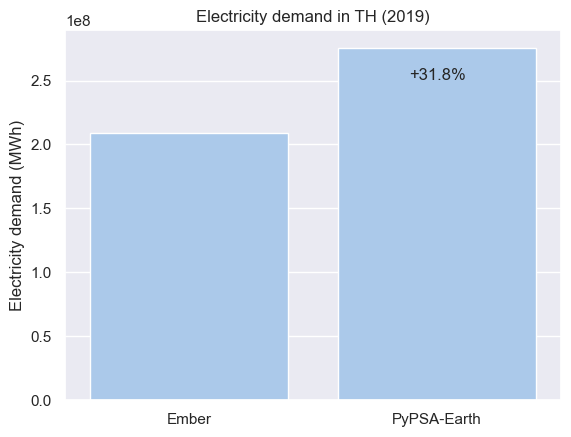 Electricity demand in TH (2019)
1e8
2.5
2.0
1.5
1.0
0.5
0.0
Electricity demand (MWh)
+31.8%
Ember
PyPSA-Earth